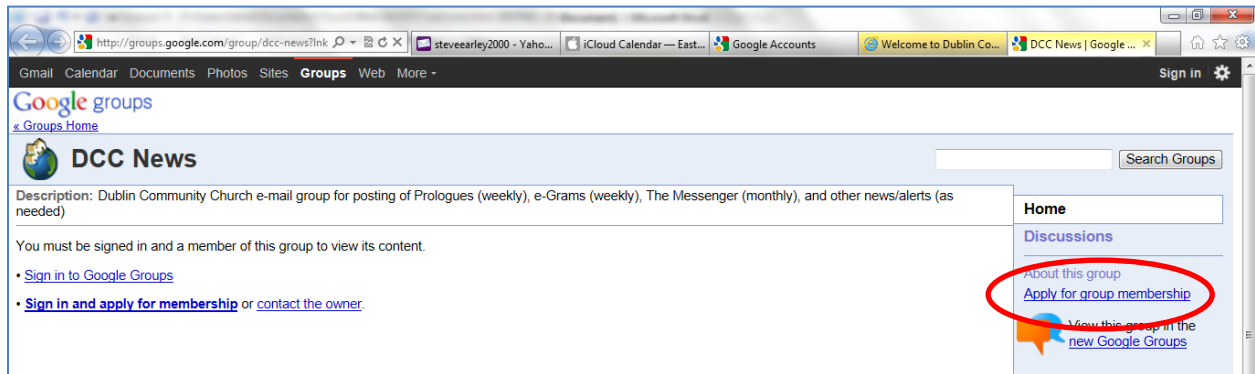 http://groups.google.com/group/dcc-news?lnk
steveearley2000 - Yaho...
iCloud Calendar — East...
Google Accounts
Welcome to Dublin Co...
DCC News | Google ...
Gmail Calendar Documents Photos Sites Groups Web More
Sign in
Google groups
« Groups Home
DCC News
Search Groups
Description: Dublin Community Church e-mail group for posting of Prologues (weekly), e-Grams (weekly), The Messenger (monthly), and other news/alerts (as
needed)
You must be signed in and a member of this group to view its content.
• Sign in to Google Groups
• Sign in and apply for membership or contact the owner.
Home
Discussions
About this group
Apply for group membership
View this group in the
new Google Groups